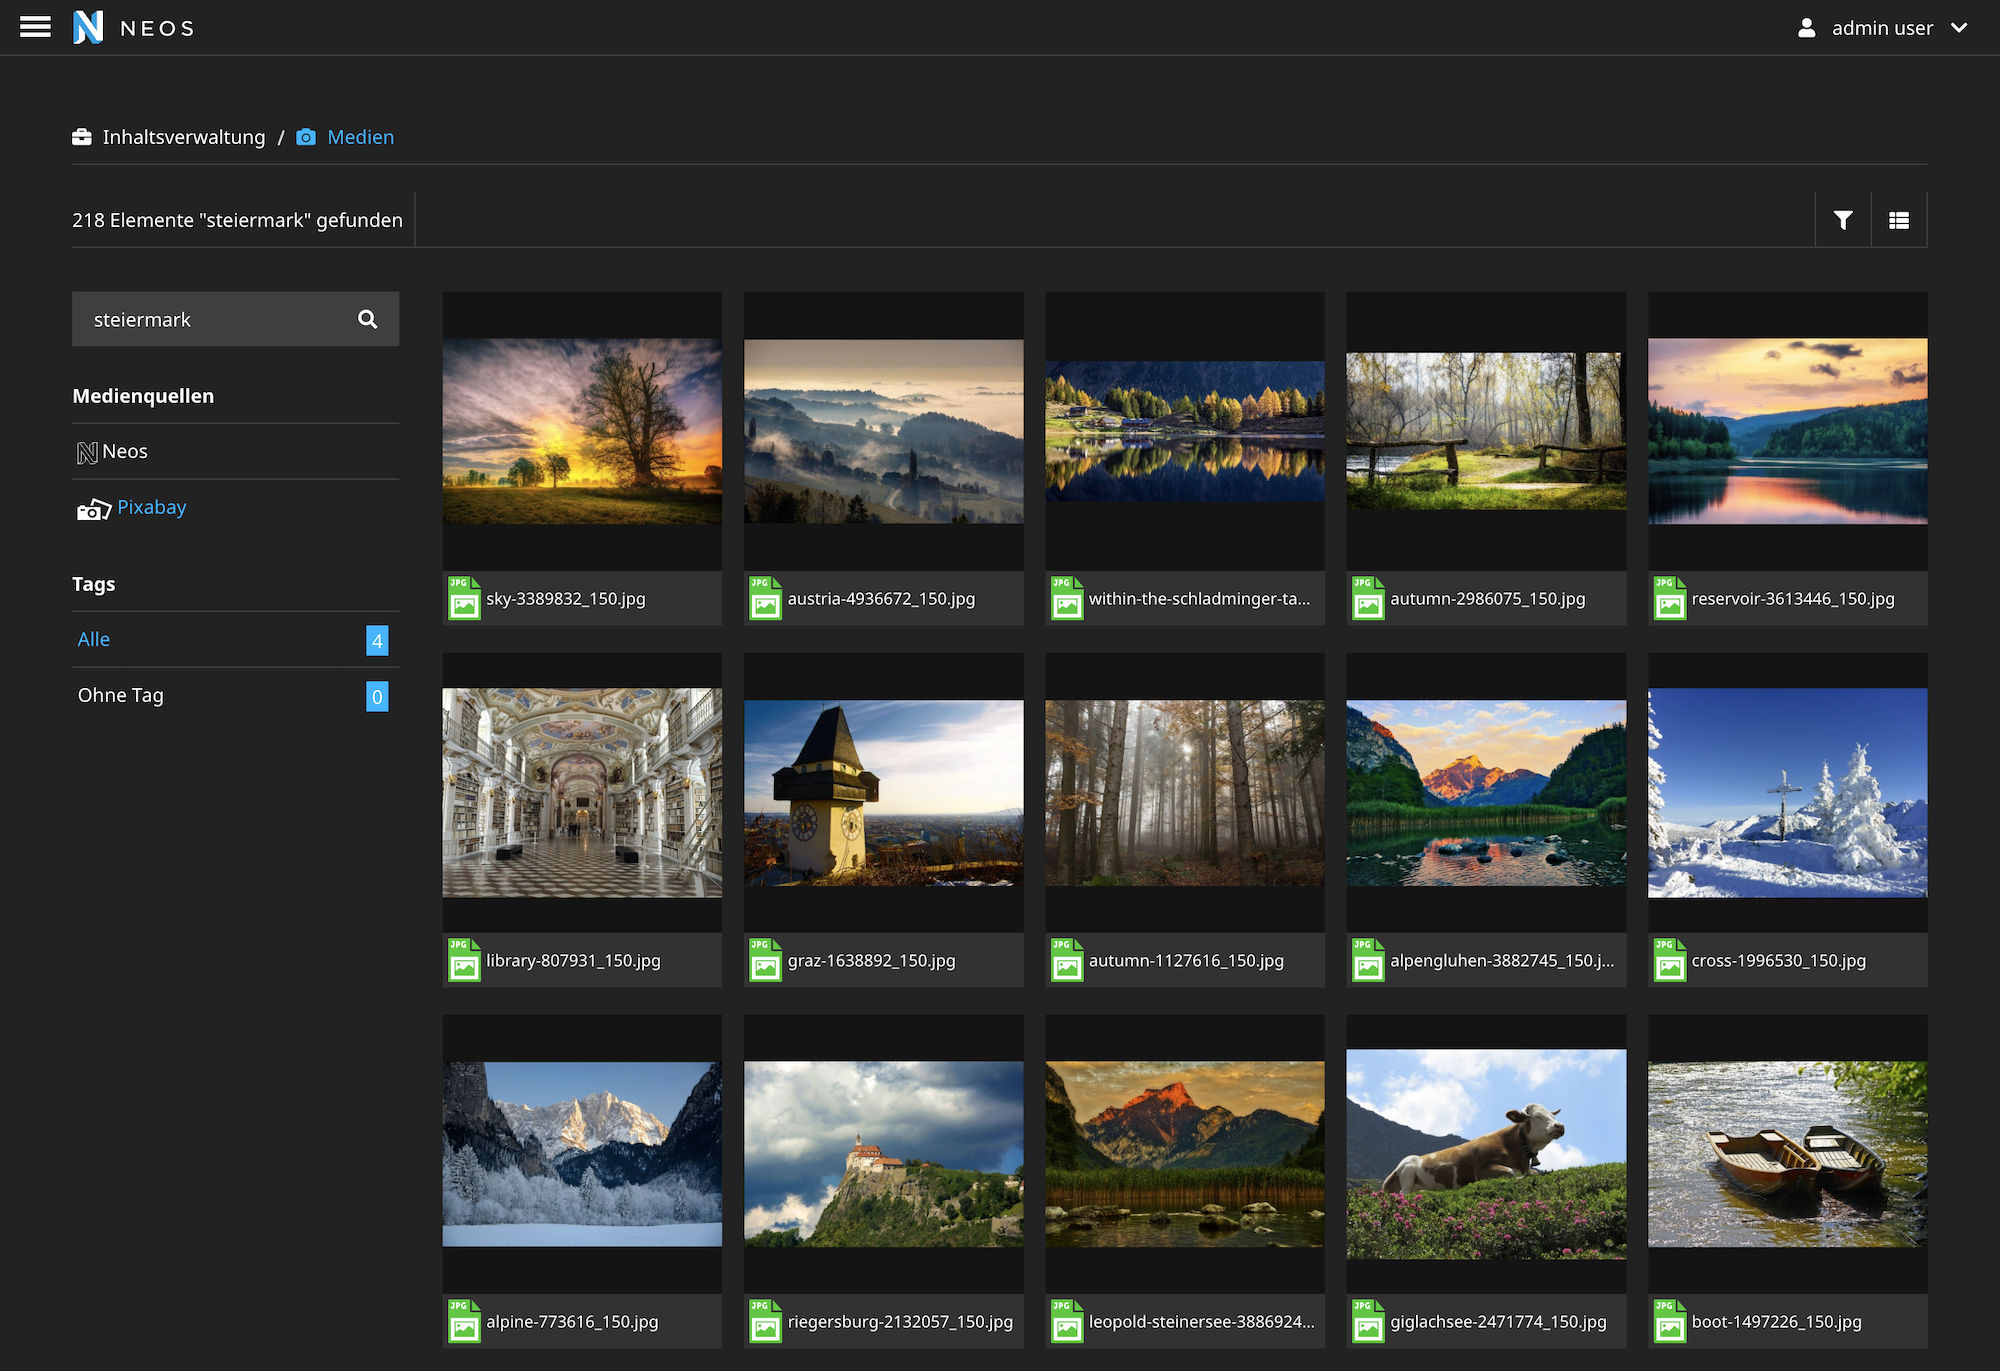 NEOS
admin user
Inhaltsverwaltung / Medien
218 Elemente "steiermark" gefunden
steiermark
Medienquellen
Neos
Pixabay
Tags
Alle 4
Ohne Tag 0
JPG sky-3389832_150.jpg
JPG austria-4936672_150.jpg
JPG within-the-schladminger-ta...
JPG autumn-2986075_150.jpg
JPG reservoir-3613446_150.jpg
JPG library-807931_150.jpg
JPG graz-1638892_150.jpg
JPG autumn-1127616_150.jpg
JPG alpengluhen-3882745_150.j...
JPG cross-1996530_150.jpg
JPG alpine-773616_150.jpg
JPG riegersburg-2132057_150.jpg
JPG leopold-steinersee-3886924...
JPG giglachsee-2471774_150.jpg
JPG boot-1497226_150.jpg